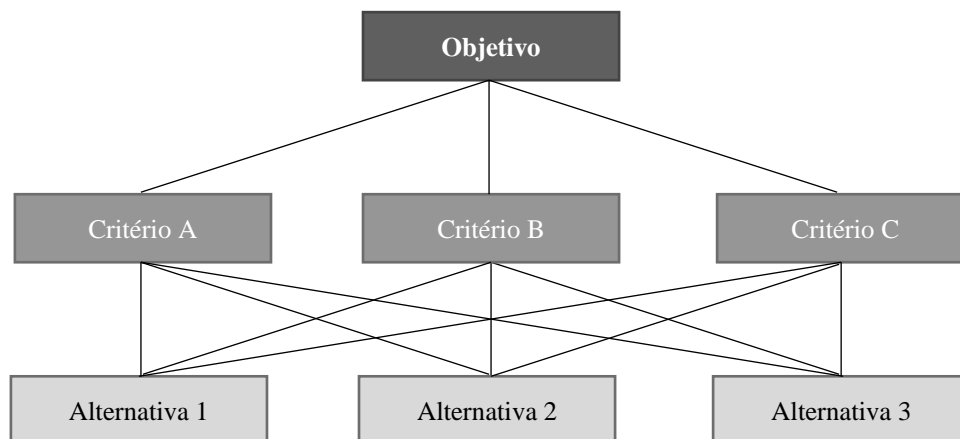 Objetivo
Critério A
Critério B
Critério C
Alternativa 1
Alternativa 2
Alternativa 3